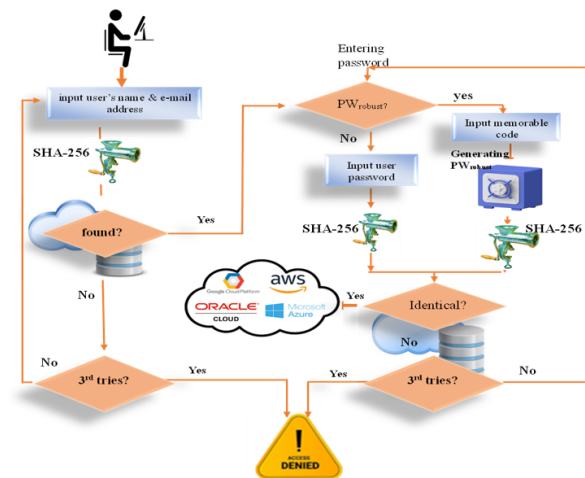 Entering
password
input user's name & e-mail
address
PWrobust?
yes
Input memorable
code
SHA-256
No
Generating
PWrobust
Input user
password
found?
Yes
SHA-256
SHA-256
Google Cloud Platform
aws
ORACLE
CLOUD
Microsoft
Azure
Yes
Identical?
No
No
No
3rd tries?
Yes
Yes
3rd tries?
No
!
ACCESS
DENIED